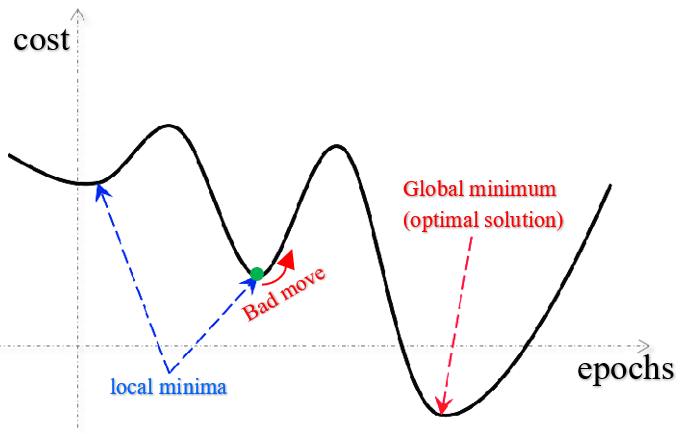 cost
Global minimum
(optimal solution)
Bad move
epochs
local minima